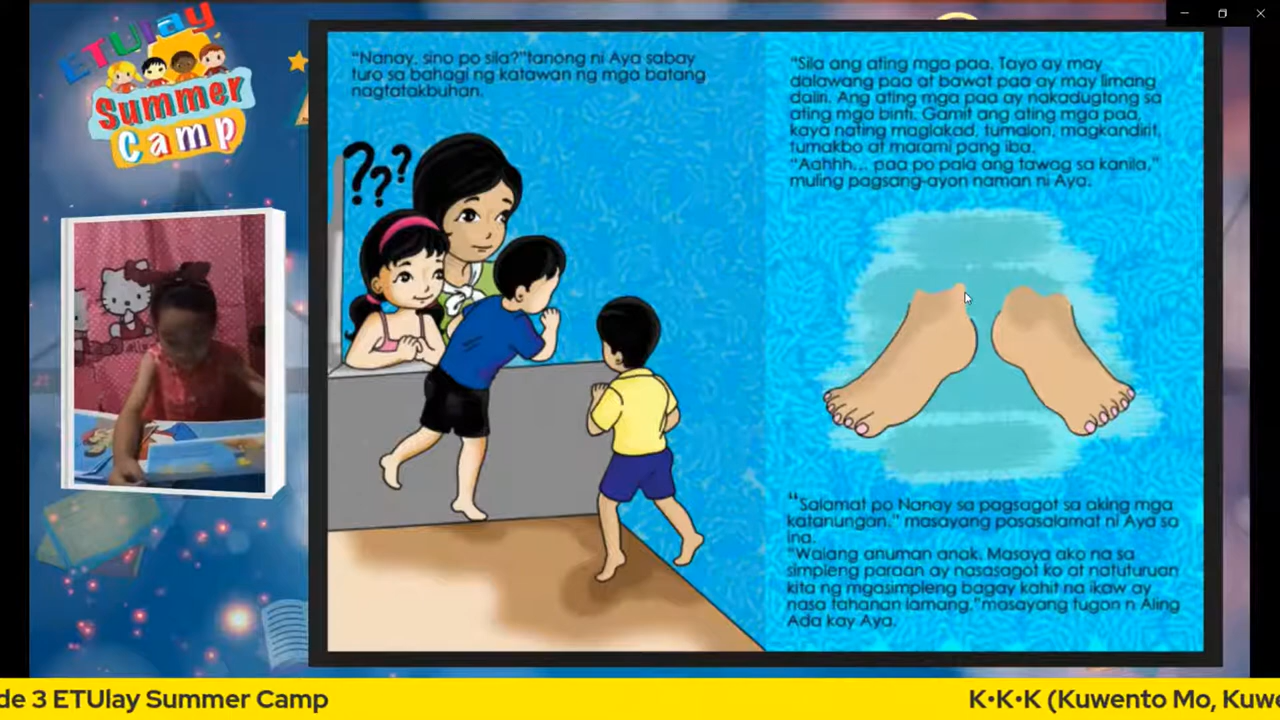 ETUlay
Summer
Camp
"Nanay, sino po sila?"tanong ni Aya sabay
turo sa bahagi ng katawan ng mga batang
nagtatakbuhan.
???
"Sila ang ating mga paa. Tayo ay may
dalawang paa at bawat paa ay may limang
daliri. Ang ating mga paa ay nakadugtong sa
ating mga binti. Gamit ang ating mga paa,
kaya nating maglakad, tumalon, magkandirit,
tumakbo at marami pang iba.
"Aahhh... paa po pala ang tawag sa kanila,"
muling pagsang-ayon naman ni Aya.
"Salamat po Nanay sa pagsagot sa aking mga
katanungan." masayang pasasalamat ni Aya sa
ina.
"Walang anuman anak. Masaya ako na sa
simpleng paraan ay nasasagot ko at natuturuan
kita ng mgasimpleng bagay kahit na ikaw ay
nasa tahanan lamang."masayang tugon n Aling
Ada kay Aya.
de 3 ETUlay Summer Camp
K•K•K (Kuwento Mo, Kuwe